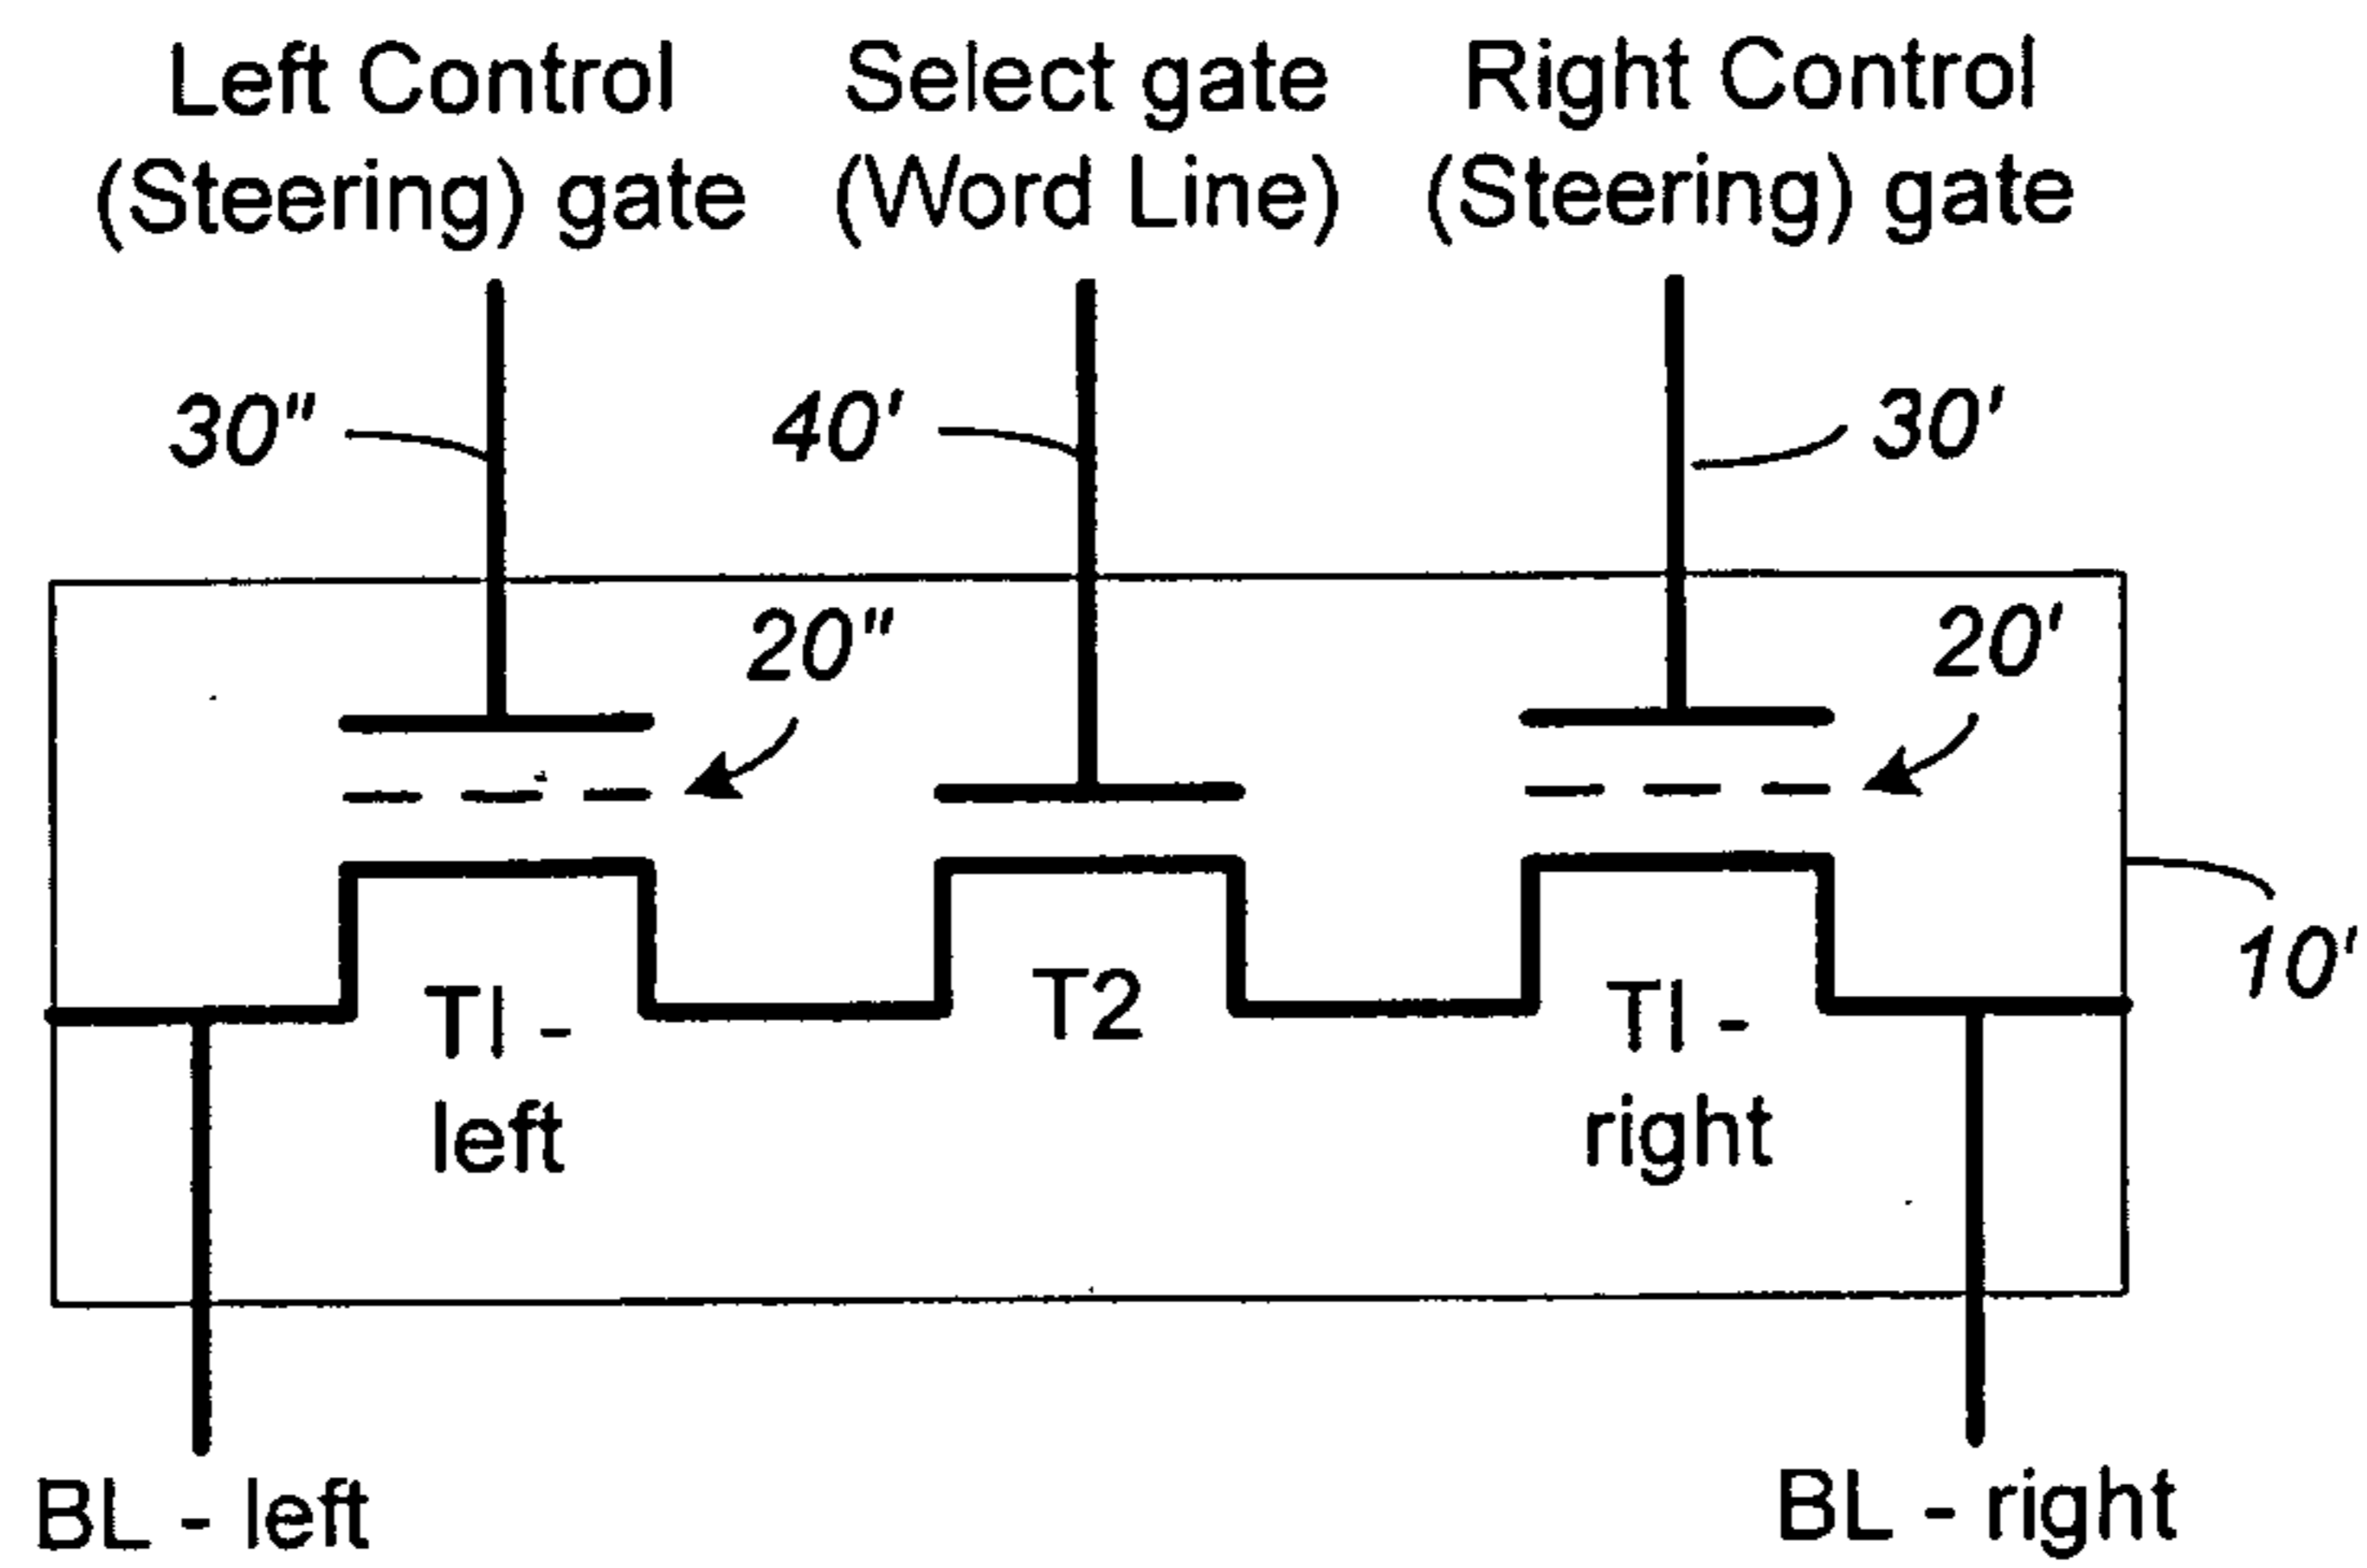 Left Control
(Steering) gate
Select gate
(Word Line)
Right Control
(Steering) gate
30"
40'
30'
20"
20'
10'
TI -
left
T2
TI -
right
BL - left
BL - right